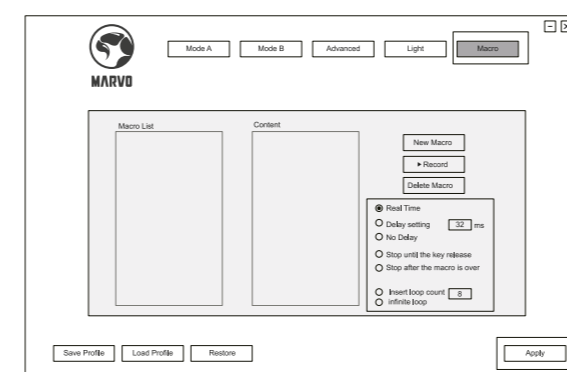 MARVO
Mode A
Mode B
Advanced
Light
Macro
Macro List
Content
New Macro
Record
Delete Macro
Real Time
Delay setting 32 ms
No Delay
Stop until the key release
Stop after the macro is over
Insert loop count 8
infinite loop
Save Profile
Load Profile
Restore
Apply